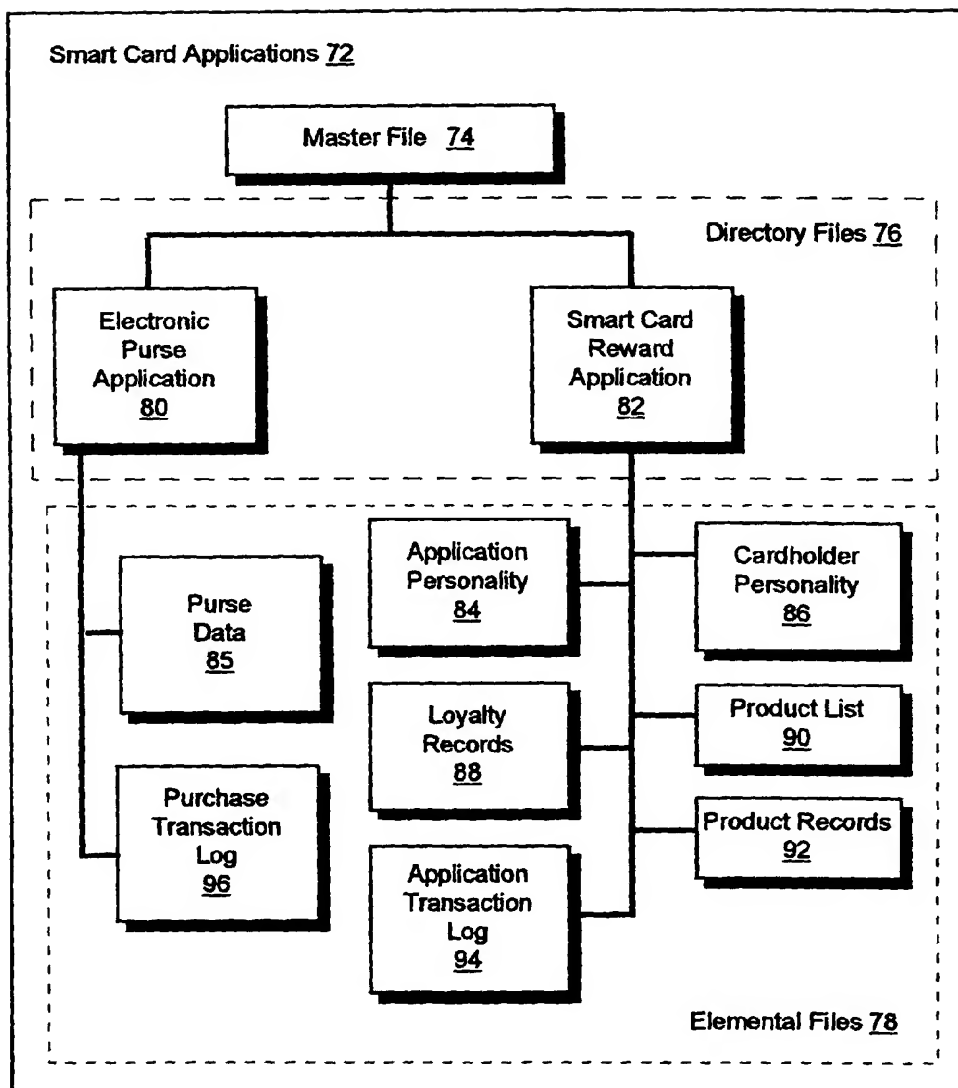 Smart Card Applications 72
Master File 74
Directory Files 76
Electronic
Purse
Application
80
Smart Card
Reward
Application
82
Purse
Data
85
Purchase
Transaction
Log
96
Application
Personality
84
Loyalty
Records
88
Application
Transaction
Log
94
Cardholder
Personality
86
Product List
90
Product Records
92
Elemental Files 78